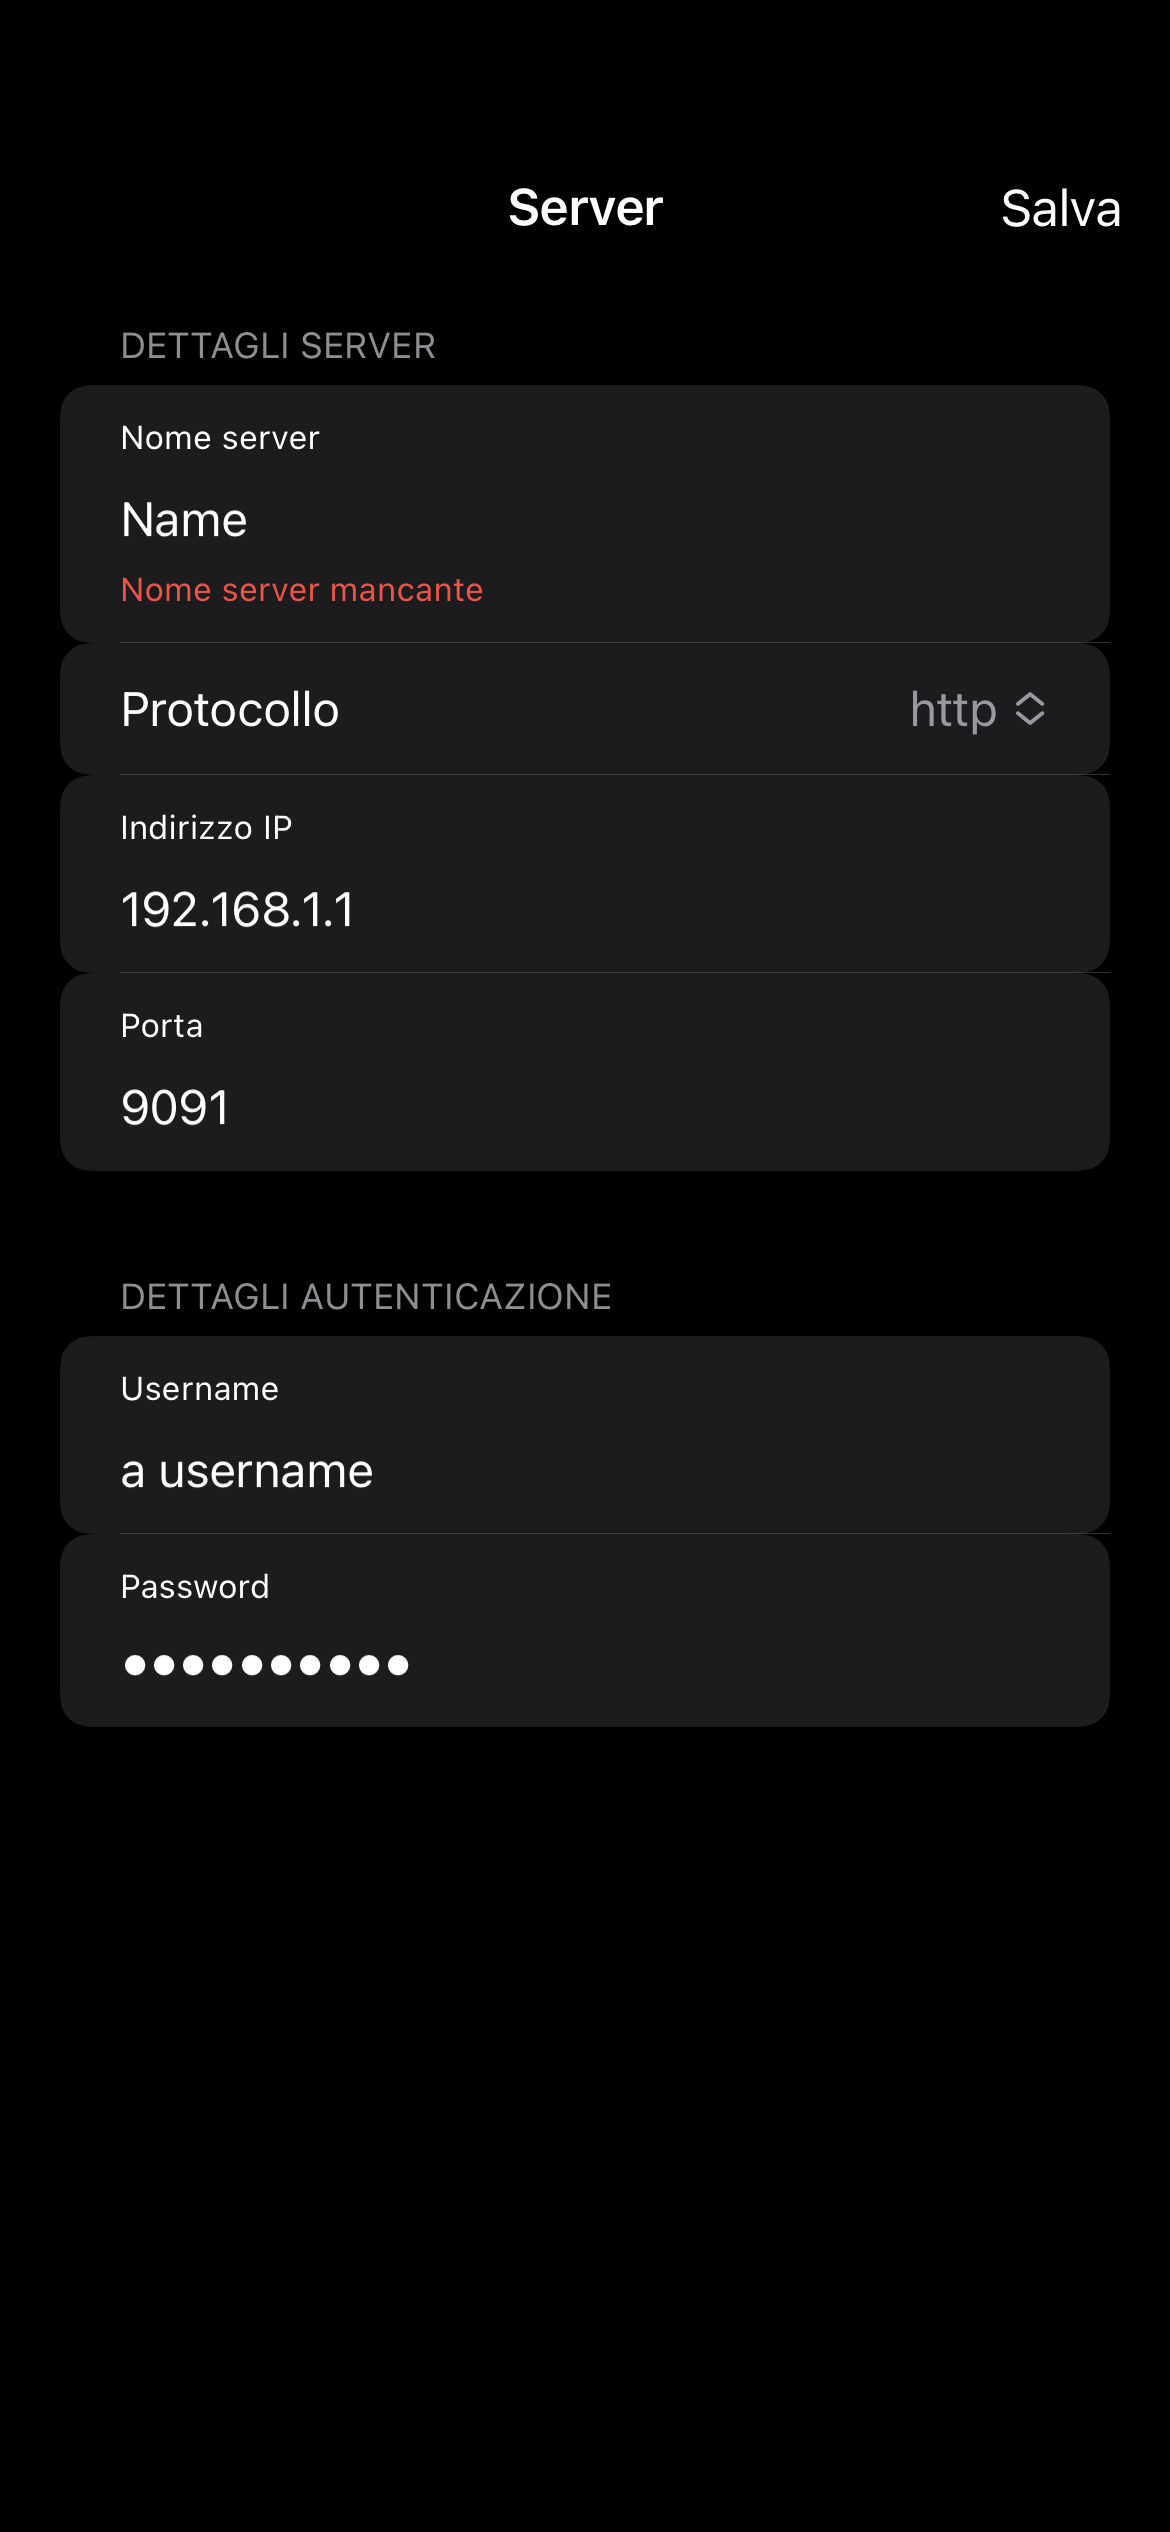 Server
Salva
DETTAGLI SERVER
Nome server
Name
Nome server mancante
Protocollo
http
Indirizzo IP
192.168.1.1
Porta
9091
DETTAGLI AUTENTICAZIONE
Username
a username
Password
••••••••••